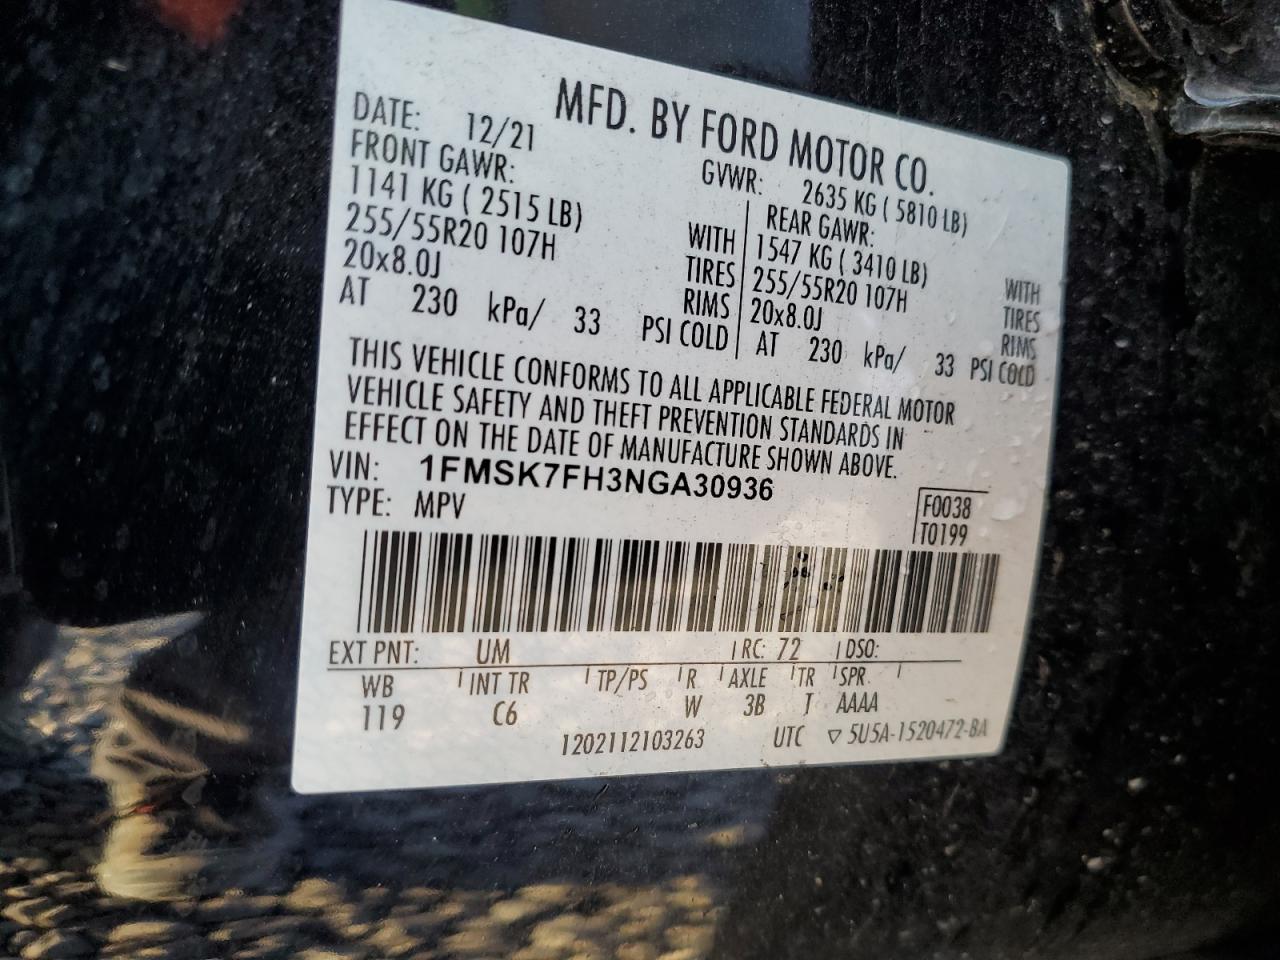 MFD. BY FORD MOTOR CO.
DATE: 12/21 GVWR: 2635 KG ( 5810 LB)
FRONT GAWR: REAR GAWR:
1141 KG ( 2515 LB) WITH 1547 KG ( 3410 LB) WITH
255/55R20 107H TIRES 255/55R20 107H TIRES
20x8.0J RIMS 20x8.0J RIMS
AT 230 kPa/ 33 PSI COLD AT 230 kPa/ 33 PSI COLD
THIS VEHICLE CONFORMS TO ALL APPLICABLE FEDERAL MOTOR
VEHICLE SAFETY AND THEFT PREVENTION STANDARDS IN
EFFECT ON THE DATE OF MANUFACTURE SHOWN ABOVE.
VIN: 1FMSK7FH3NGA30936
TYPE: MPV
F0038
T0199
EXT PNT: UM RC: 72 DSO:
WB INT TR TP/PS R AXLE TR SPR
119 C6 W 3B T AAAA
1202112103263 UTC ▽ 5U5A-1520472-BA